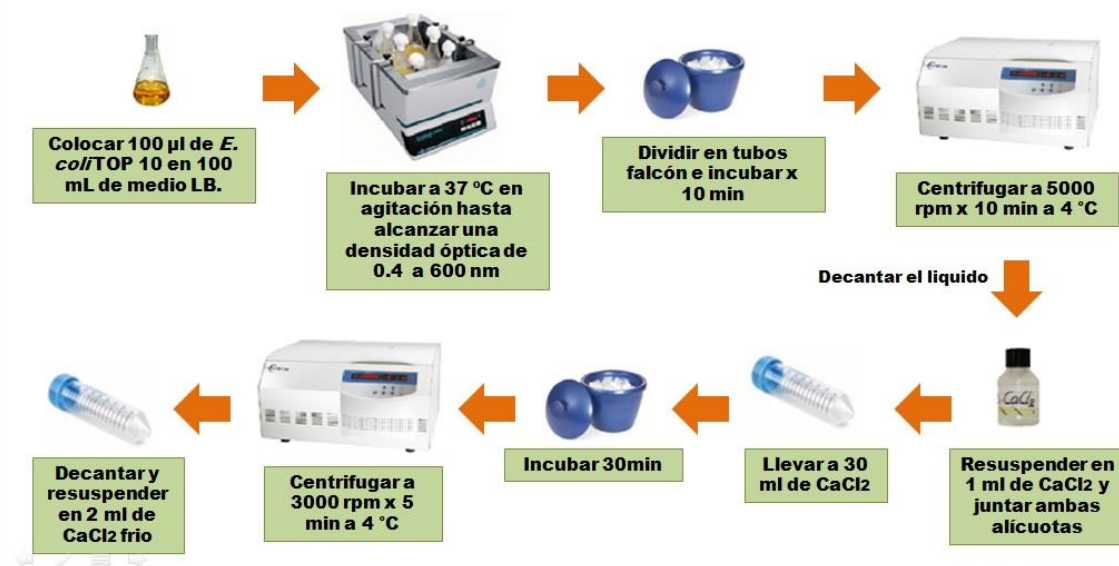 Colocar 100 µl de E.
coliTOP 10 en 100
mL de medio LB.
Incubar a 37 ºC en
agitación hasta
alcanzar una
densidad óptica de
0.4 a 600 nm
Dividir en tubos
falcón e incubar x
10 min
Centrifugar a 5000
rpm x 10 min a 4 °C
Decantar el liquido
CaCl2
Resuspender en
1 ml de CaCl2 y
juntar ambas
alícuotas
Llevar a 30
ml de CaCl2
Incubar 30min
Centrifugar a
3000 rpm x 5
min a 4 °C
Decantar y
resuspender
en 2 ml de
CaCl2 frio